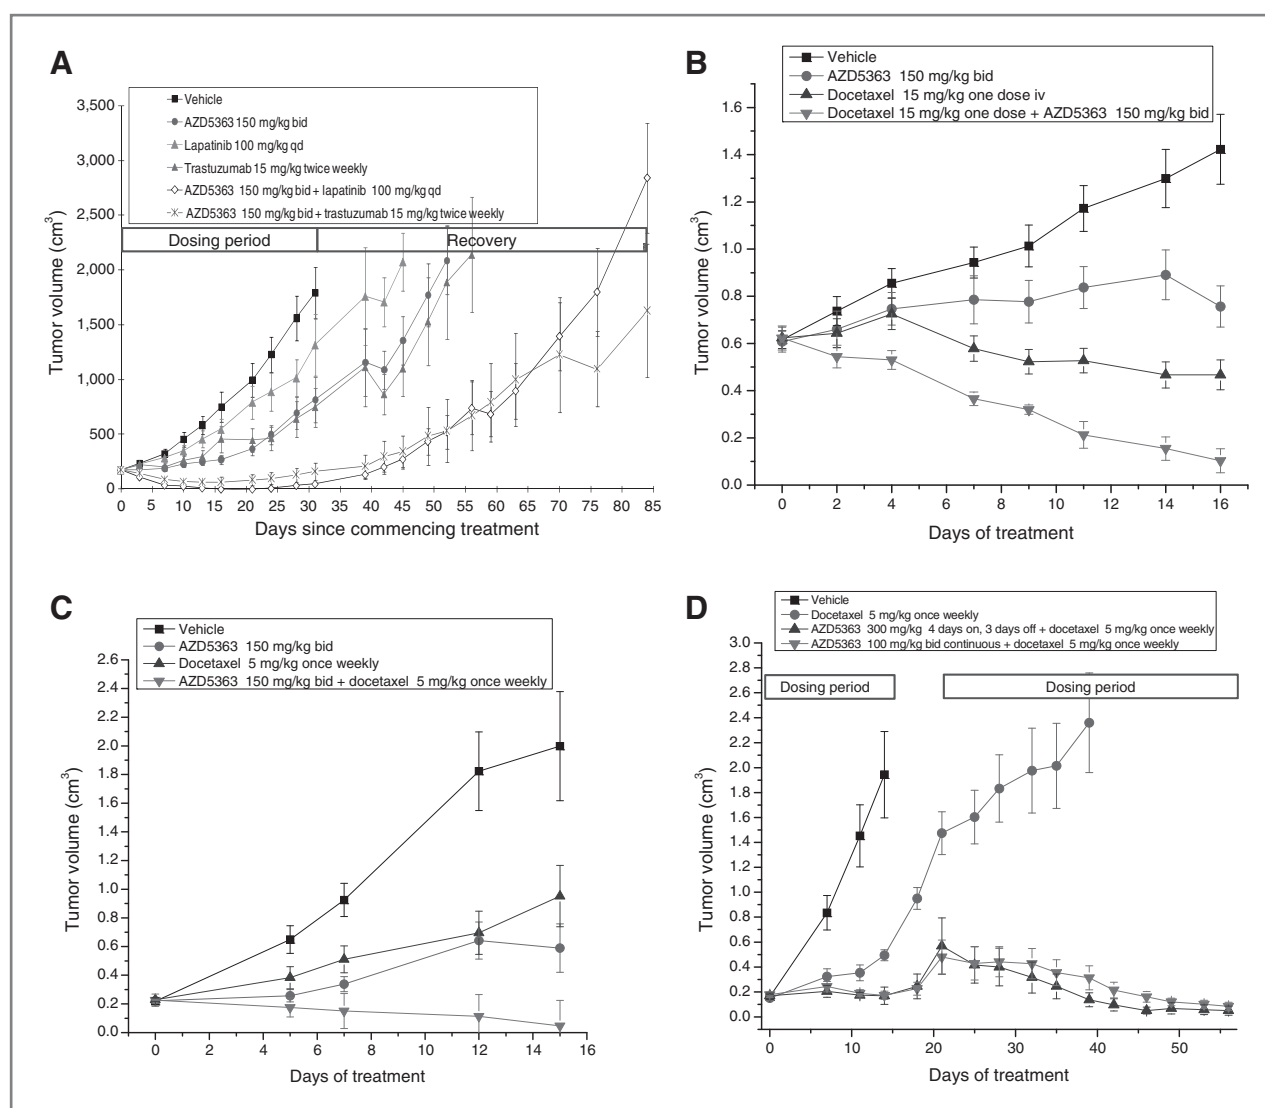 A
Vehicle
AZD5363 150 mg/kg bid
Lapatinib 100 mg/kg qd
Trastuzumab 15 mg/kg twice weekly
AZD5363 150 mg/kg bid + lapatinib 100 mg/kg qd
AZD5363 150 mg/kg bid + trastuzumab 15 mg/kg twice weekly
Dosing period
Recovery
Tumor volume (cm³)
3,500
3,000
2,500
2,000
1,500
1,000
500
0
0 5 10 15 20 25 30 35 40 45 50 55 60 65 70 75 80 85
Days since commencing treatment
B
Vehicle
AZD5363 150 mg/kg bid
Docetaxel 15 mg/kg one dose iv
Docetaxel 15 mg/kg one dose + AZD5363 150 mg/kg bid
Tumor volume (cm³)
1.6
1.4
1.2
1.0
0.8
0.6
0.4
0.2
0.0
0 2 4 6 8 10 12 14 16
Days of treatment
C
Vehicle
AZD5363 150 mg/kg bid
Docetaxel 5 mg/kg once weekly
AZD5363 150 mg/kg bid + docetaxel 5 mg/kg once weekly
Tumor volume (cm³)
2.6
2.4
2.2
2.0
1.8
1.6
1.4
1.2
1.0
0.8
0.6
0.4
0.2
0.0
0 2 4 6 8 10 12 14 16
Days of treatment
D
Vehicle
Docetaxel 5 mg/kg once weekly
AZD5363 300 mg/kg 4 days on, 3 days off + docetaxel 5 mg/kg once weekly
AZD5363 100 mg/kg bid continuous + docetaxel 5 mg/kg once weekly
Dosing period
Dosing period
Tumor volume (cm³)
3.0
2.8
2.6
2.4
2.2
2.0
1.8
1.6
1.4
1.2
1.0
0.8
0.6
0.4
0.2
0.0
0 10 20 30 40 50
Days of treatment